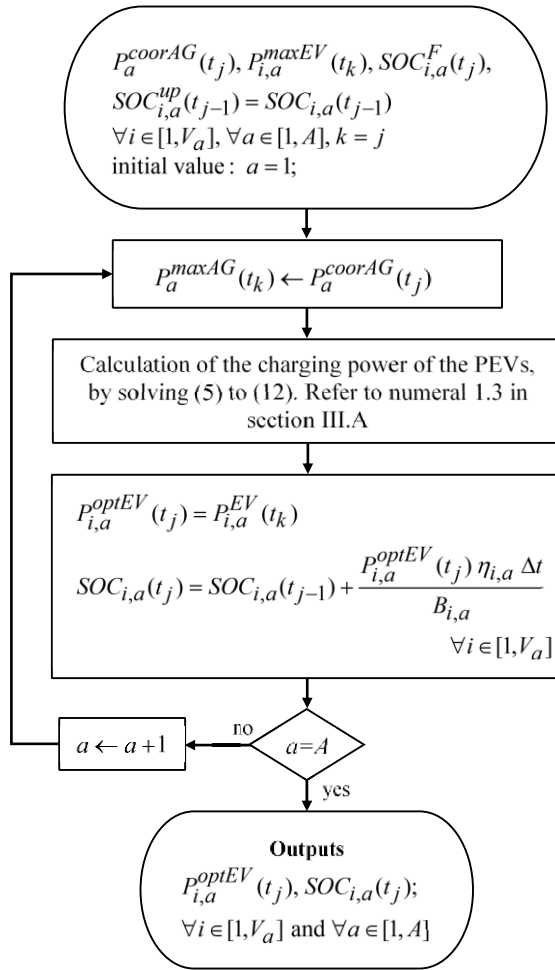 P_a^{coorAG}(t_j), P_{i,a}^{maxEV}(t_k), SOC_{i,a}^F(t_j),
SOC_{i,a}^{up}(t_{j-1}) = SOC_{i,a}(t_{j-1})
∀i∈[1,V_a], ∀a∈[1,A], k = j
initial value : a = 1;
P_a^{maxAG}(t_k) ← P_a^{coorAG}(t_j)
Calculation of the charging power of the PEVs,
by solving (5) to (12). Refer to numeral 1.3 in
section III.A
P_{i,a}^{optEV}(t_j) = P_{i,a}^{EV}(t_k)
SOC_{i,a}(t_j) = SOC_{i,a}(t_{j-1}) + \frac{P_{i,a}^{optEV}(t_j) η_{i,a} Δt}{B_{i,a}}
∀i∈[1,V_a]
a ← a+1
no
a=A
yes
Outputs
P_{i,a}^{optEV}(t_j), SOC_{i,a}(t_j);
∀i∈[1,V_a] and ∀a∈[1,A}